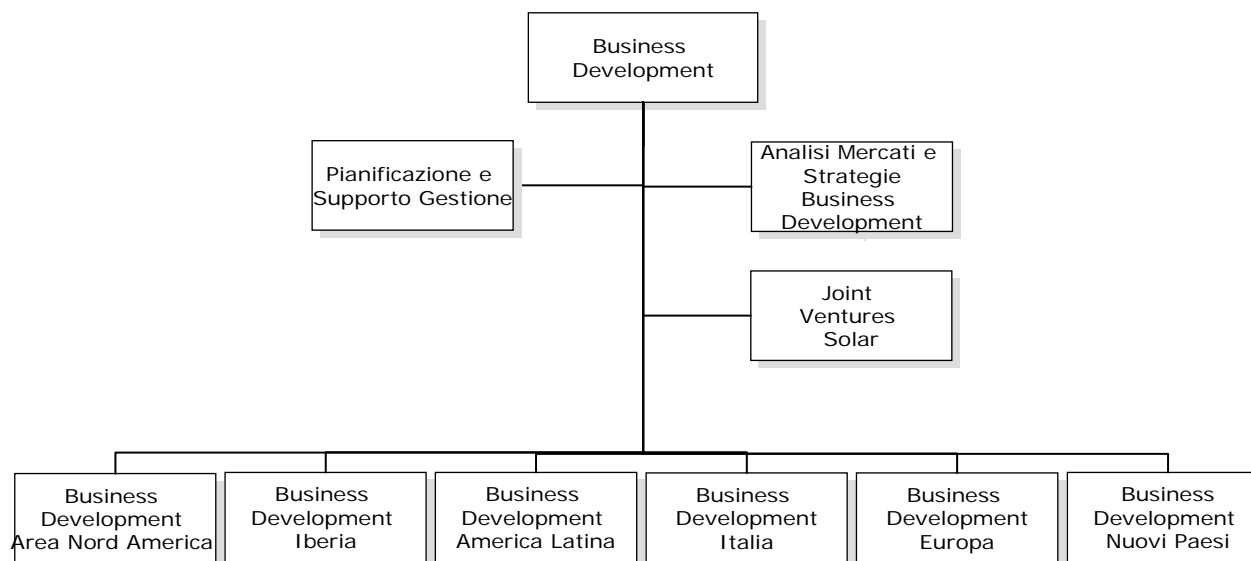 Business
Development
Pianificazione e
Supporto Gestione
Analisi Mercati e
Strategie
Business
Development
Joint
Ventures
Solar
Business
Development
Area Nord America
Business
Development
Iberia
Business
Development
America Latina
Business
Development
Italia
Business
Development
Europa
Business
Development
Nuovi Paesi